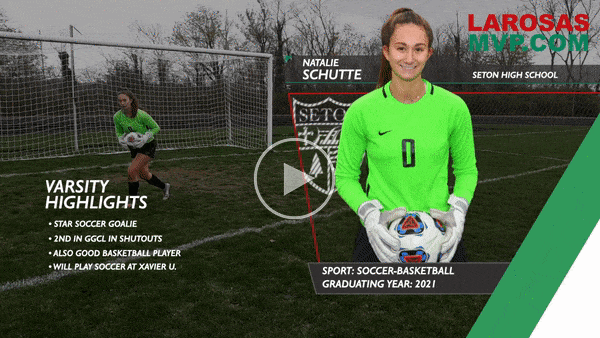 LAROSAS
MVP.COM
NATALIE
SCHUTTE
SETON HIGH SCHOOL
SETON
0
VARSITY
HIGHLIGHTS
• STAR SOCCER GOALIE
• 2ND IN GGCL IN SHUTOUTS
• ALSO GOOD BASKETBALL PLAYER
• WILL PLAY SOCCER AT XAVIER U.
SPORT: SOCCER-BASKETBALL
GRADUATING YEAR: 2021